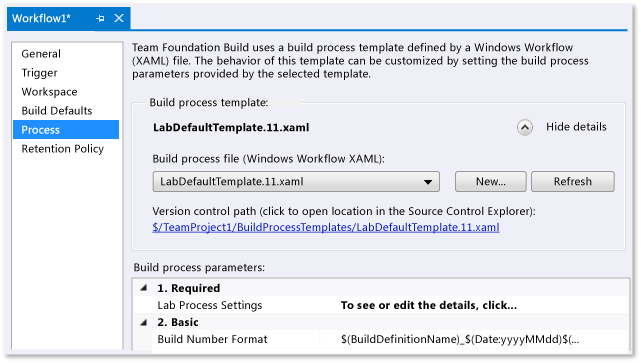 Workflow1*
General
Trigger
Workspace
Build Defaults
Process
Retention Policy
Team Foundation Build uses a build process template defined by a Windows Workflow
(XAML) file. The behavior of this template can be customized by setting the build process
parameters provided by the selected template.
Build process template:
LabDefaultTemplate.11.xaml
Hide details
Build process file (Windows Workflow XAML):
LabDefaultTemplate.11.xaml
New...
Refresh
Version control path (click to open location in the Source Control Explorer):
$/TeamProject1/BuildProcessTemplates/LabDefaultTemplate.11.xaml
Build process parameters:
1. Required
Lab Process Settings To see or edit the details, click...
2. Basic
Build Number Format $(BuildDefinitionName)_$(Date:yyyyMMdd)$(...